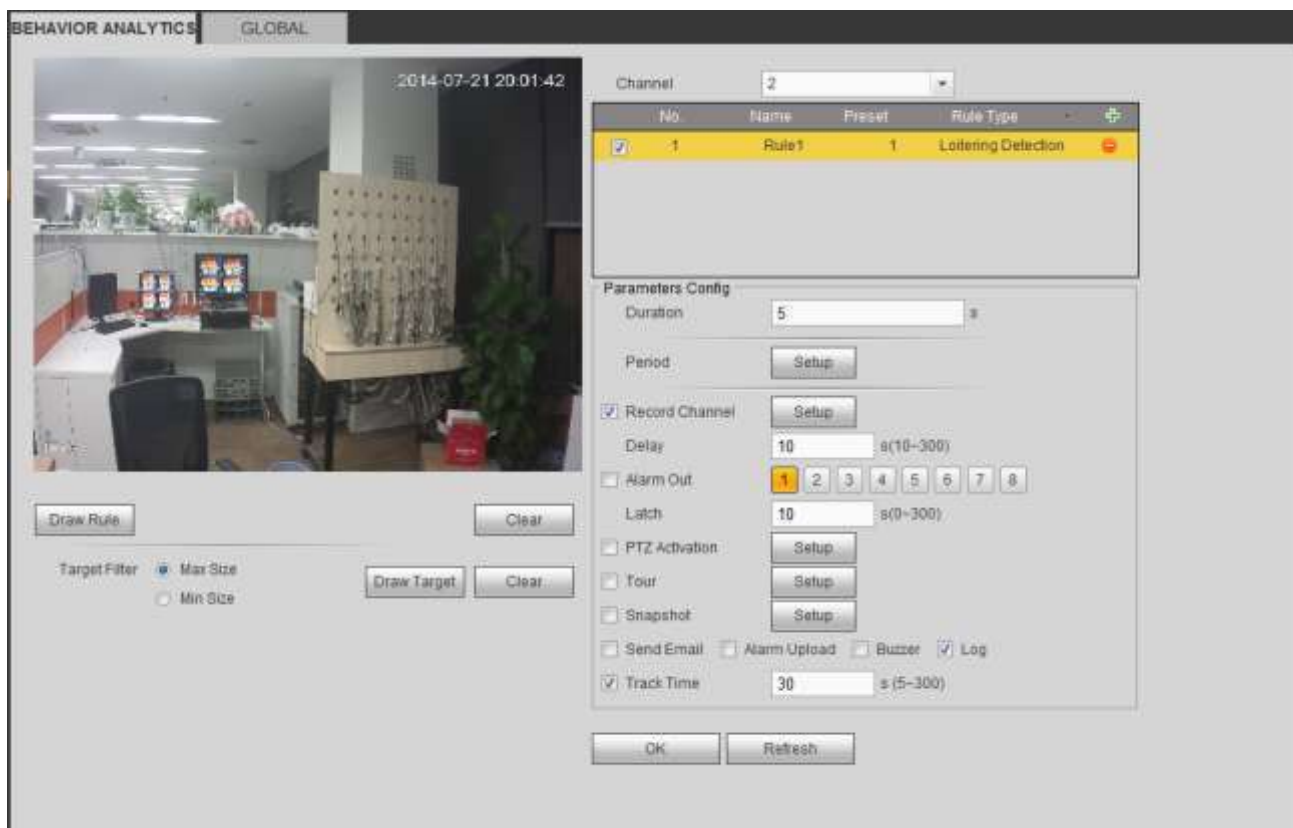 BEHAVIOR ANALYTICS GLOBAL
2014-07-21 20:01:42
Channel 2
No. Name Preset Rule Type
1 Rule1 1 Loitering Detection
Parameters Config
Duration 5 s
Period Setup
Record Channel Setup
Delay 10 s(10~300)
Alarm Out 1 2 3 4 5 6 7 8
Latch 10 s(0~300)
PTZ Activation Setup
Tour Setup
Snapshot Setup
Send Email Alarm Upload Buzzer Log
Track Time 30 s (5~300)
OK Refresh
Draw Rule Clear
Target Filter Max Size Draw Target Clear
Min Size